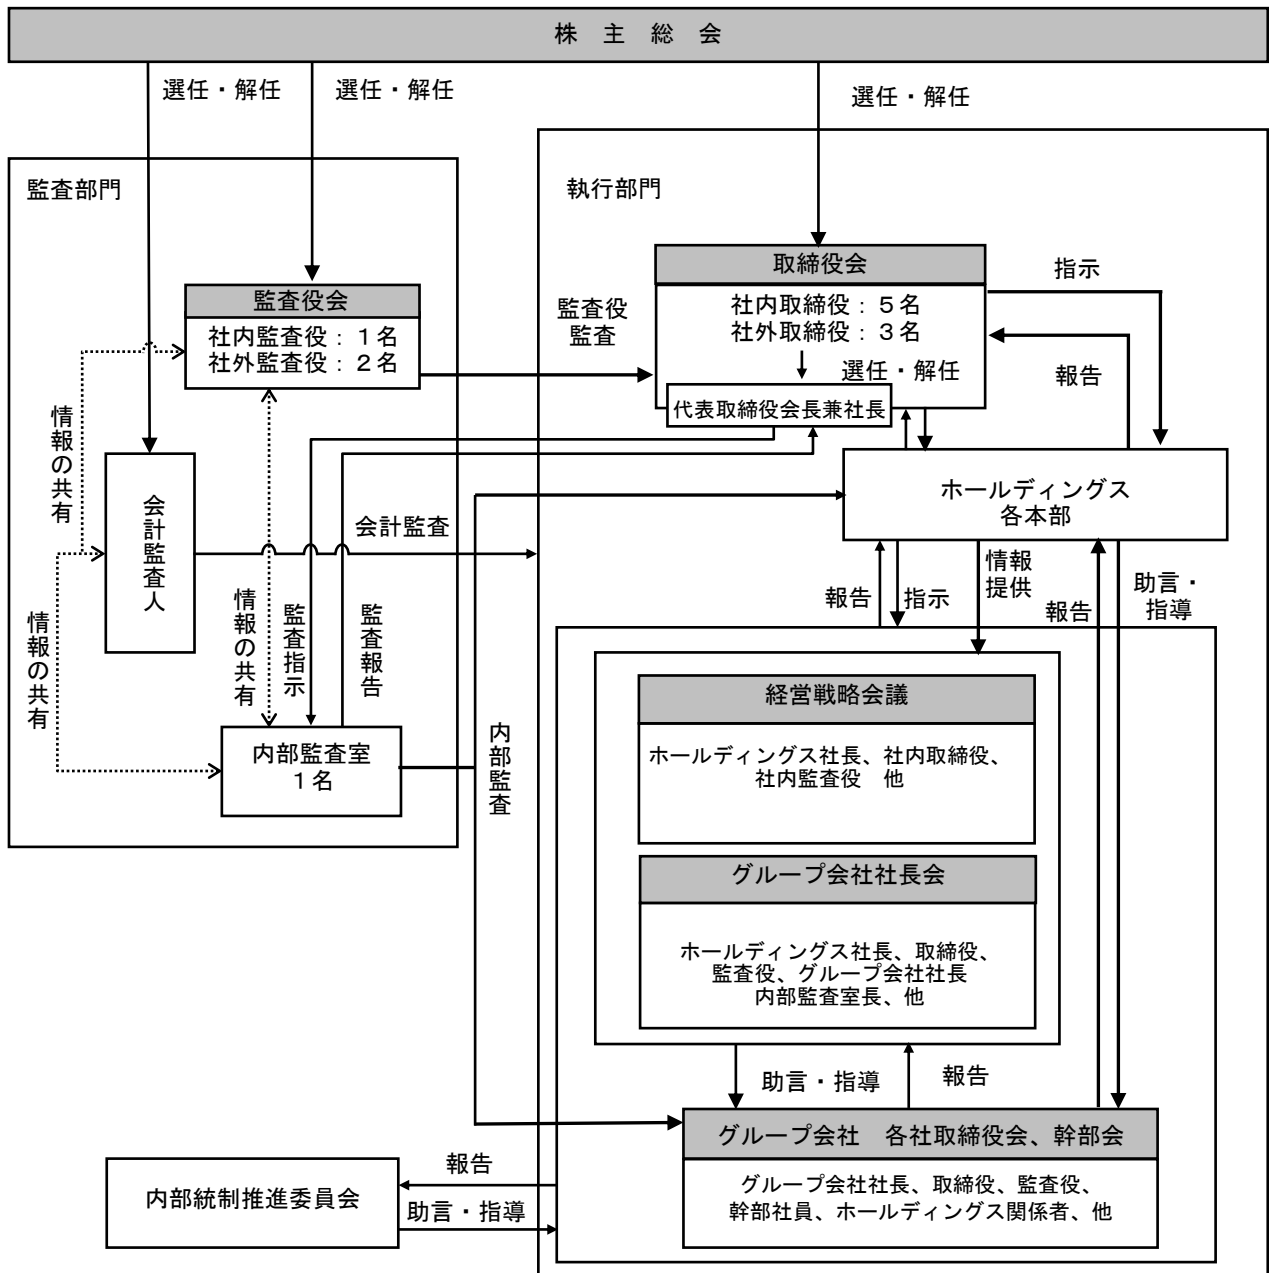 株　主　総　会
選任・解任
選任・解任
選任・解任
監査部門
執行部門
監査役会
社内監査役：１名
社外監査役：２名
監査役
監査
取締役会
社内取締役：５名
社外取締役：３名
選任・解任
代表取締役会長兼社長
指示
報告
情報の共有
会計監査人
会計監査
ホールディングス
各本部
情報の共有
情報の共有
監査指示
監査報告
報告
指示
情報
提供
報告
助言・
指導
内部監査室
１名
内部監査
経営戦略会議
ホールディングス社長、社内取締役、
社内監査役　他
グループ会社社長会
ホールディングス社長、取締役、
監査役、グループ会社社長
内部監査室長、他
助言・指導
報告
グループ会社　各社取締役会、幹部会
グループ会社社長、取締役、監査役、
幹部社員、ホールディングス関係者、他
内部統制推進委員会
報告
助言・指導